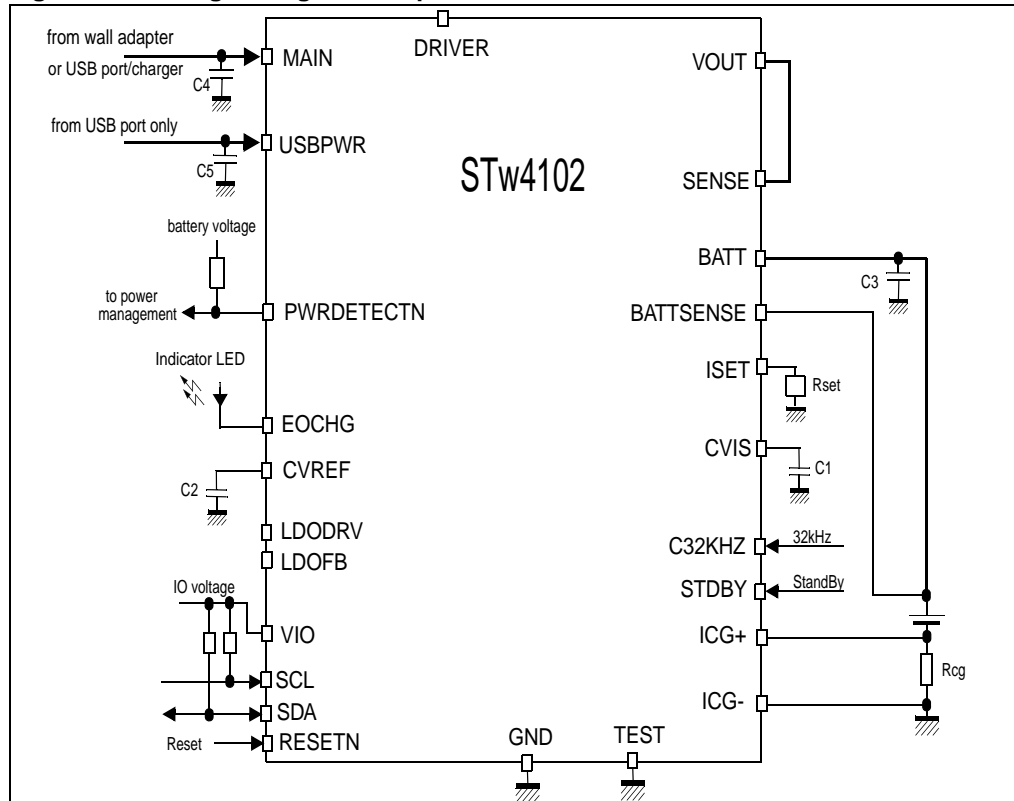 from wall adapter
or USB port/charger
C4
MAIN
DRIVER
VOUT
from USB port only
C5
USBPWR
STw4102
SENSE
battery voltage
BATT
C3
to power
management
PWRDETECTN
BATTSENSE
Indicator LED
ISET
Rset
EOCHG
CVIS
C1
CVREF
C2
LDODRV
LDOFB
C32KHZ
32kHz
STDBY
StandBy
IO voltage
VIO
ICG+
Rcg
SCL
ICG-
SDA
Reset
RESETN
GND
TEST